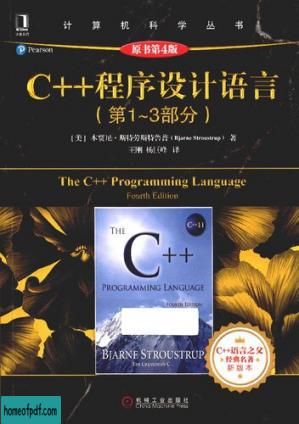 计算机科学丛书
Pearson
原书第4版
C++程序设计语言
（第1~3部分）
[美] 本贾尼·斯特劳斯特鲁普（Bjarne Stroustrup） 著
王刚 杨巨峰 译
The C++ Programming Language
Fourth Edition
C++11
THE
C++
PROGRAMMING LANGUAGE
FOURTH EDITION
BJARNE STROUSTRUP
THE CREATOR OF C++
C++语言之父
经典名著
新版本
机械工业出版社
China Machine Press
homeofpdf.com